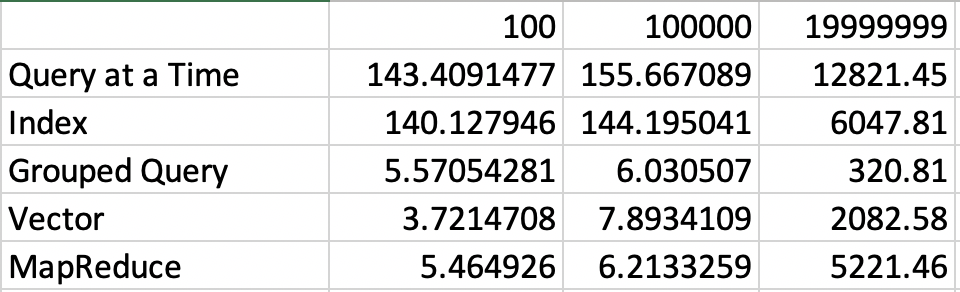 100 100000 19999999
Query at a Time 143.4091477 155.667089 12821.45
Index 140.127946 144.195041 6047.81
Grouped Query 5.57054281 6.030507 320.81
Vector 3.7214708 7.8934109 2082.58
MapReduce 5.464926 6.2133259 5221.46